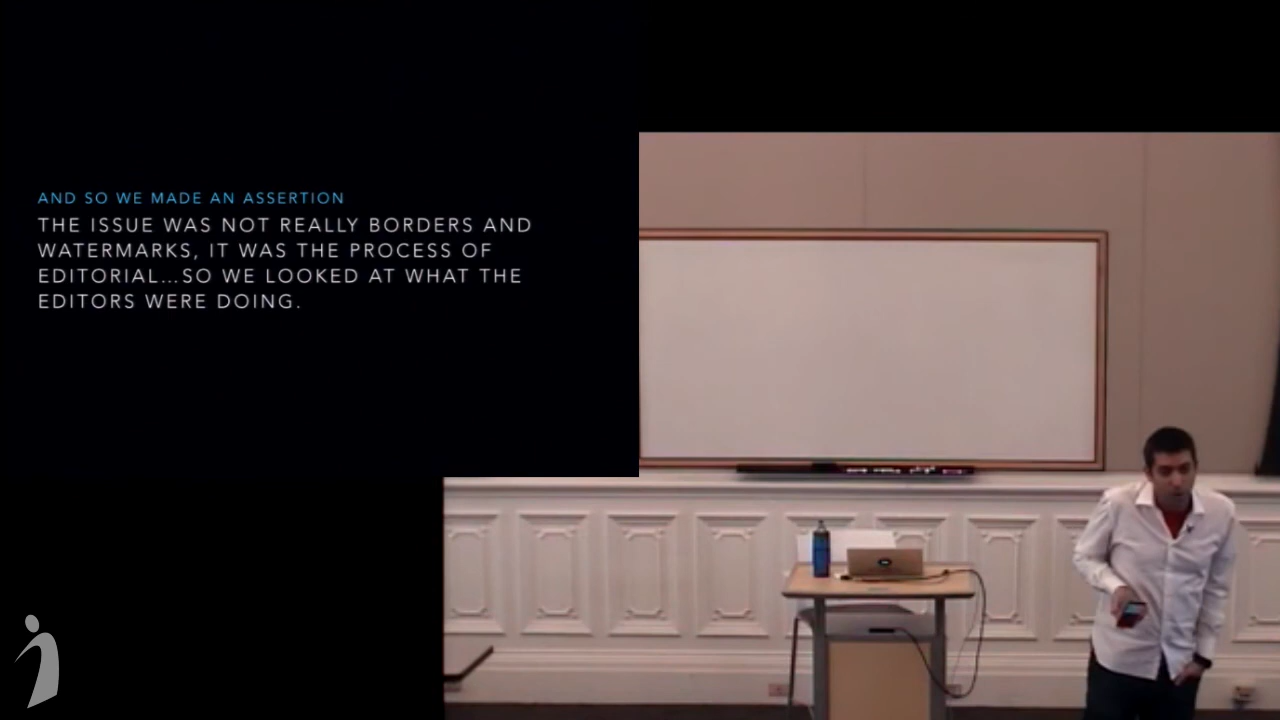 AND SO WE MADE AN ASSERTION
THE ISSUE WAS NOT REALLY BORDERS AND
WATERMARKS, IT WAS THE PROCESS OF
EDITORIAL...SO WE LOOKED AT WHAT THE
EDITORS WERE DOING.